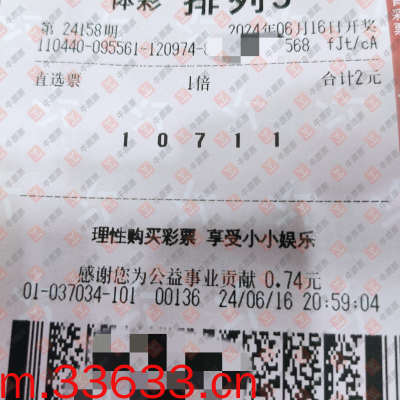 体彩 排列5
第 24158期 2024年06月16日开奖
110440-095561-120974- 568 fJt/cA
直选票 1倍 合计2元
1 0 7 1 1
理性购买彩票 享受小小娱乐
感谢您为公益事业贡献 0.74元
01-037034-101 00136 24/06/16 20:59:04
m.33633.cn